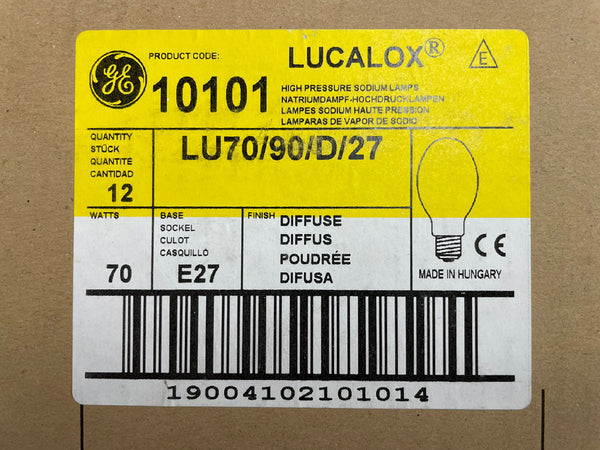 GE
PRODUCT CODE:
10101
LUCALOX®
E
HIGH PRESSURE SODIUM LAMPS
NATRIUMDAMPF-HOCHDRUCKLAMPEN
LAMPES SODIUM HAUTE PRESSION
LAMPARAS DE VAPOR DE SODIO
QUANTITY
STÜCK
QUANTITE
CANTIDAD
12
LU70/90/D/27
WATTS
70
BASE
SOCKEL
CULOT
CASQUILLO
E27
FINISH
DIFFUSE
DIFFUS
POUDRÉE
DIFUSA
CE
MADE IN HUNGARY
19004102101014